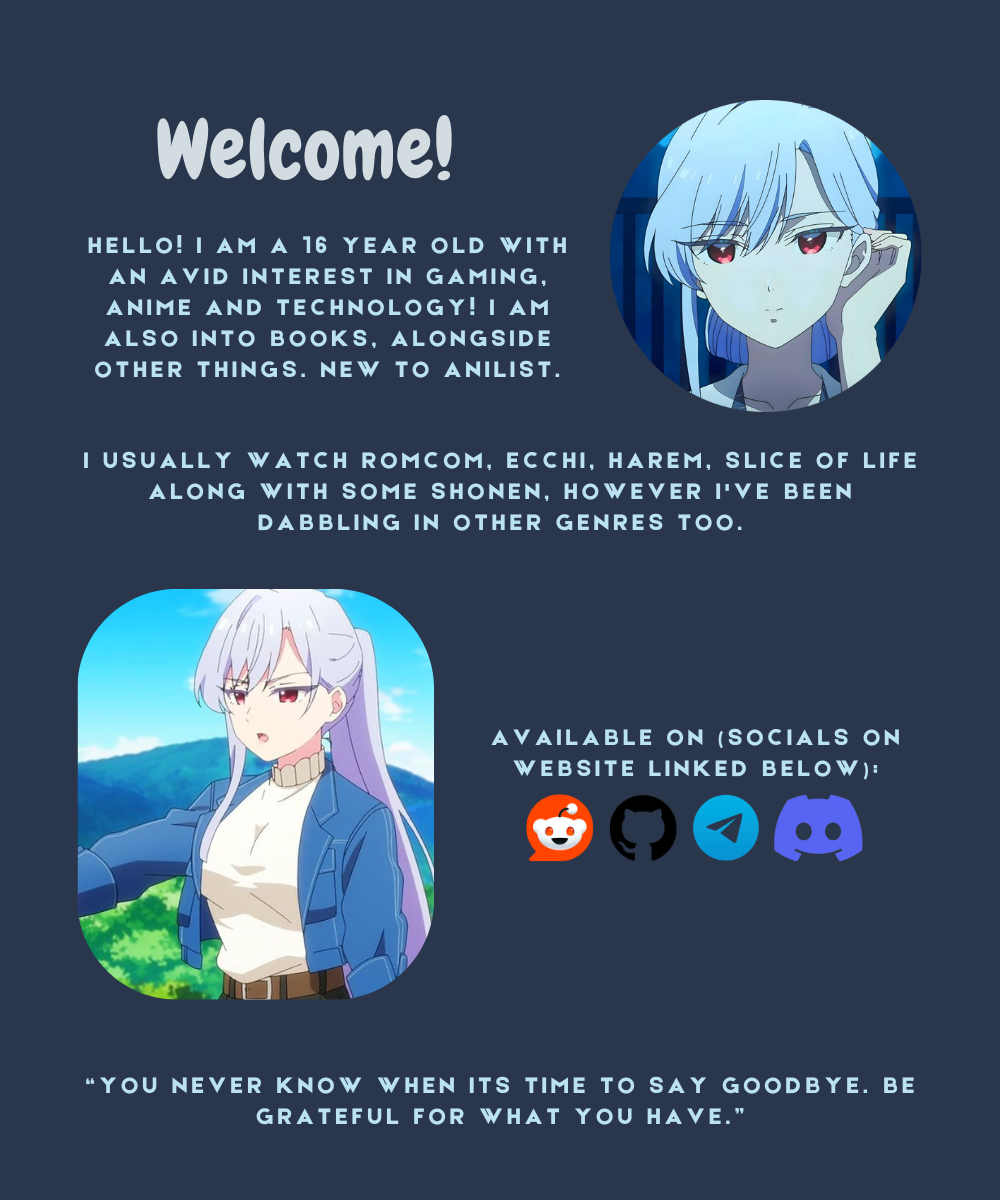 Welcome!
HELLO! I AM A 16 YEAR OLD WITH
AN AVID INTEREST IN GAMING,
ANIME AND TECHNOLOGY! I AM
ALSO INTO BOOKS, ALONGSIDE
OTHER THINGS. NEW TO ANILIST.
I USUALLY WATCH ROMCOM, ECCHI, HAREM, SLICE OF LIFE
ALONG WITH SOME SHONEN, HOWEVER I'VE BEEN
DABBLING IN OTHER GENRES TOO.
AVAILABLE ON (SOCIALS ON
WEBSITE LINKED BELOW):
“YOU NEVER KNOW WHEN ITS TIME TO SAY GOODBYE. BE
GRATEFUL FOR WHAT YOU HAVE.”